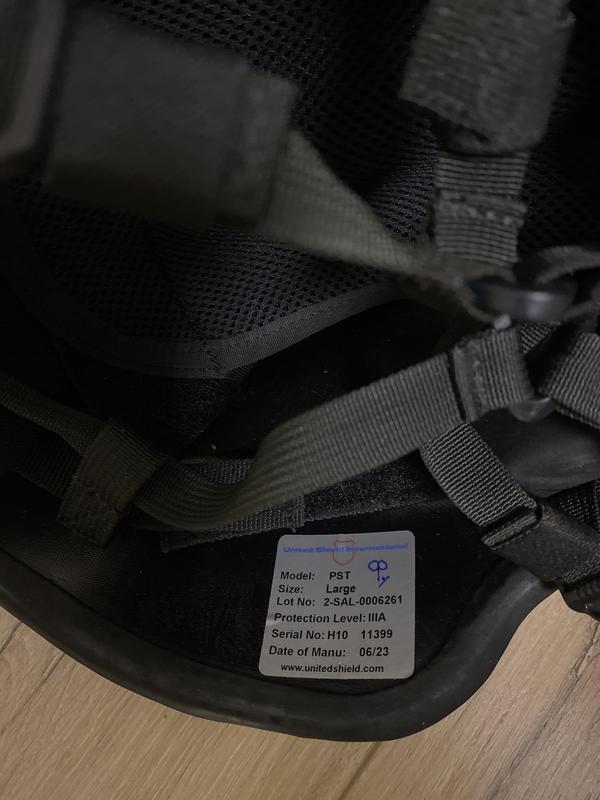 United Shield International
Model: PST
Size: Large
Lot No: 2-SAL-0006261
Protection Level: IIIA
Serial No: H10 11399
Date of Manu: 06/23
www.unitedshield.com